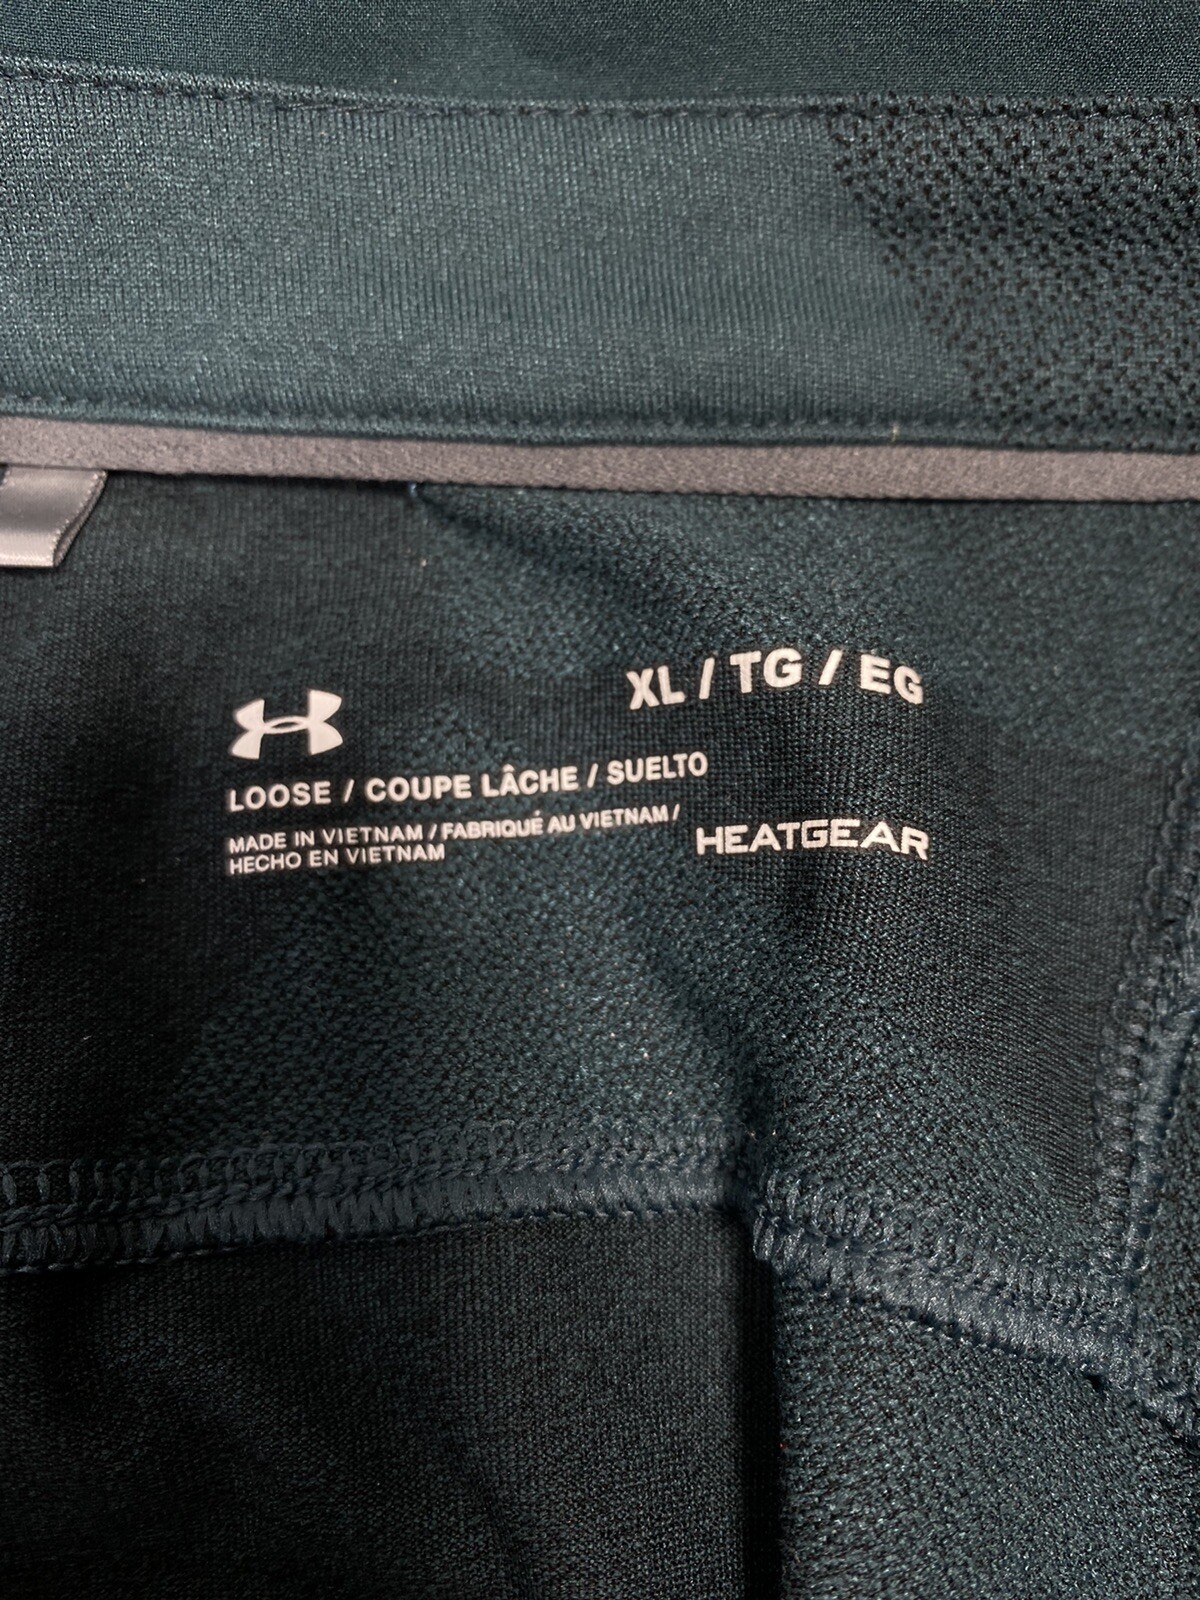 XL / TG / EG
LOOSE / COUPE LÂCHE / SUELTO
MADE IN VIETNAM / FABRIQUÉ AU VIETNAM /
HECHO EN VIETNAM
HEATGEAR